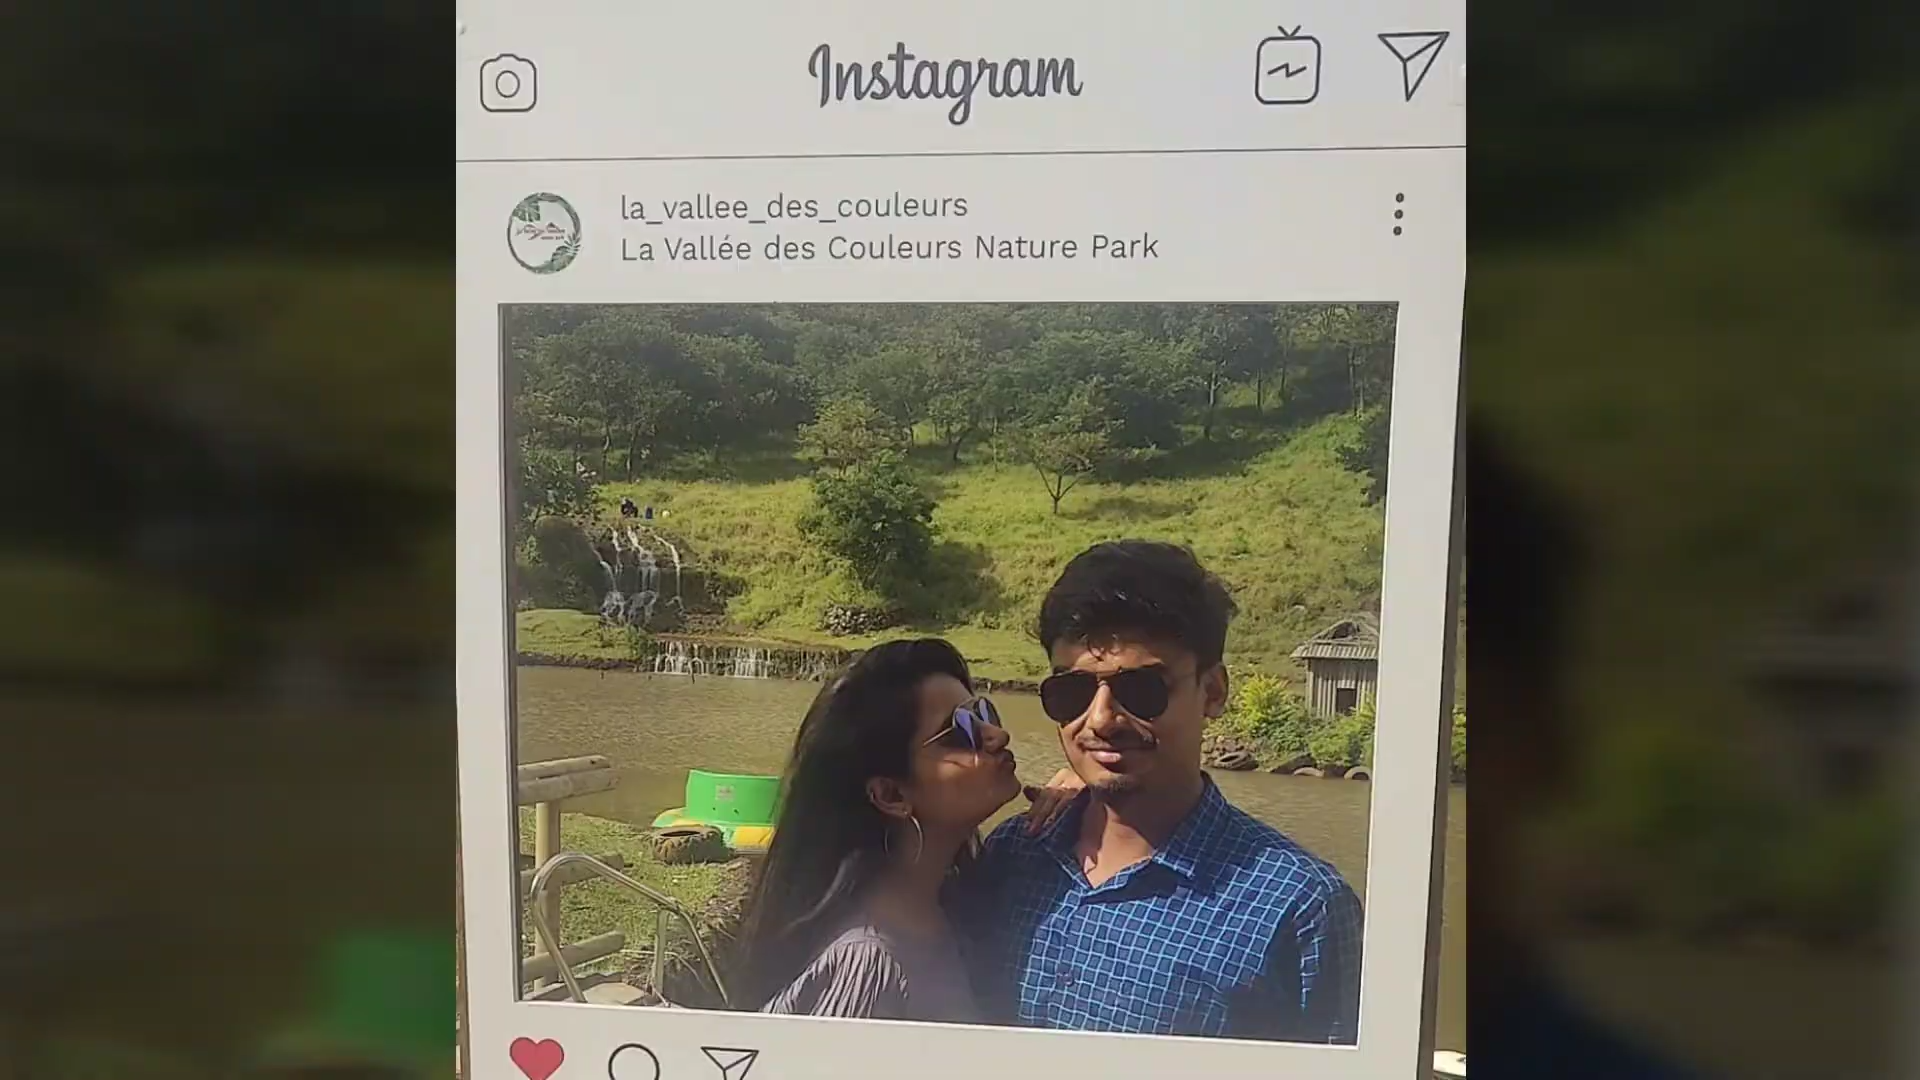 Instagram
la_vallee_des_couleurs
La Vallée des Couleurs Nature Park